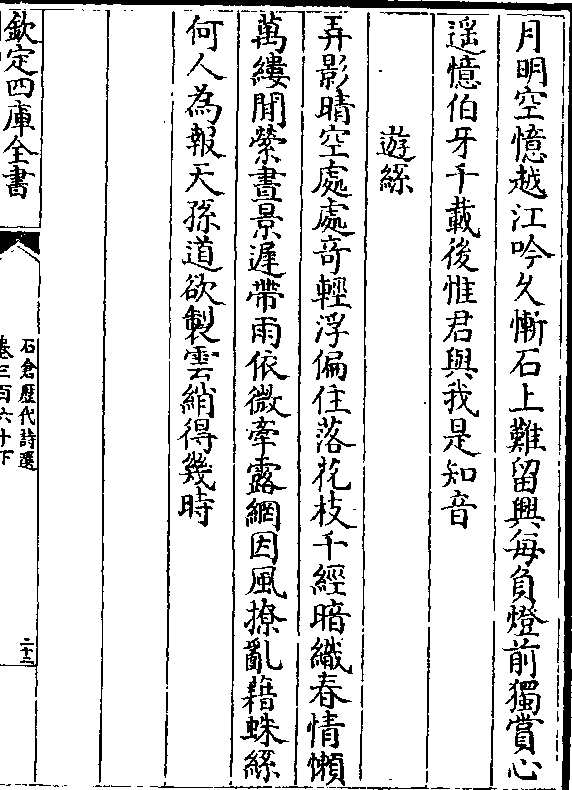 月明空憶越江吟久慚石上難留興每負燈前獨賞心
遥憶伯牙千載後惟君與我是知音
遊絲
弄影晴空處處竒輕浮偏住落花枝千經暗織春情懶
萬縷閒縈晝景遲帶雨依微牽露網因風撩亂藉蛛絲
何人為報天孫道欲製雲綃得幾時
欽定四庫全書
石倉歴代詩選
卷三百六十下
二十二